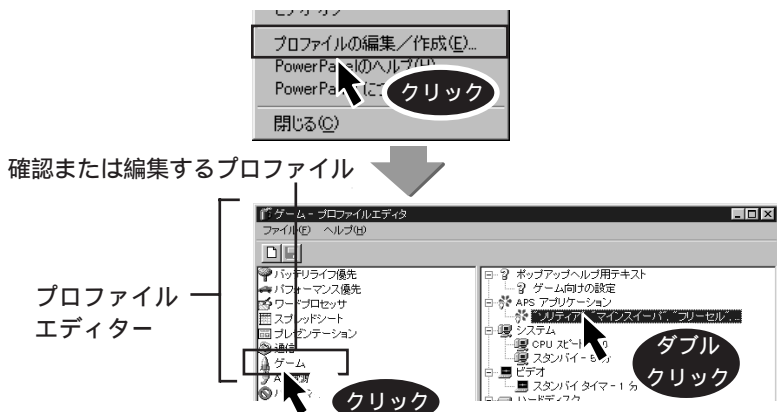 プロファイルの編集／作成(E)...
PowerPanelのヘルプ(H)
PowerPa
クリック
閉じる(C)
確認または編集するプロファイル
プロファイル
エディター
ゲーム - プロファイルエディタ
ファイル(F) ヘルプ(H)
バッテリライフ優先
パフォーマンス優先
ワードプロセッサ
スプレッドシート
プレゼンテーション
通信
ゲーム
クリック
ポップアップヘルプ用テキスト
ゲーム向けの設定
APS アプリケーション
"ソリティア", "マインスイーパ", "フリーセル", ...
システム
CPU スピード
スタンバイ - 5 分
ビデオ
スタンバイ タイマ - 1 分
ハードディスク
ダブル
クリック